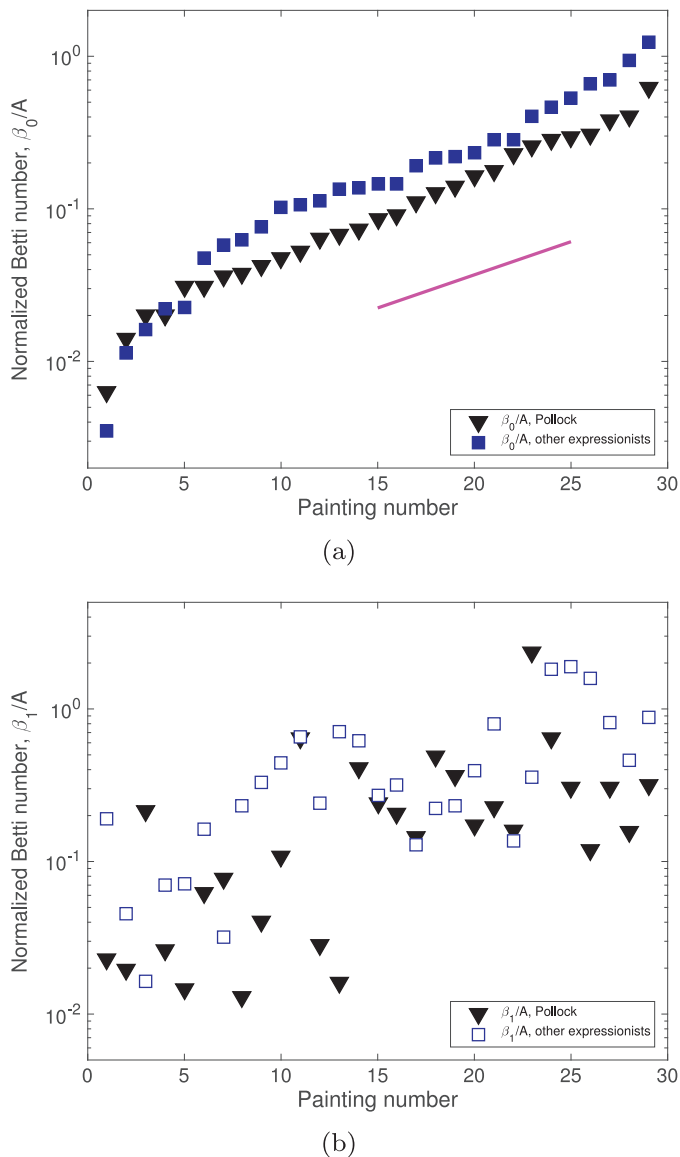 10^0
10^-1
10^-2
Normalized Betti number, β_0/A
β_0/A, Pollock
β_0/A, other expressionists
0 5 10 15 20 25 30
Painting number
(a)
10^0
10^-1
10^-2
Normalized Betti number, β_1/A
β_1/A, Pollock
β_1/A, other expressionists
0 5 10 15 20 25 30
Painting number
(b)